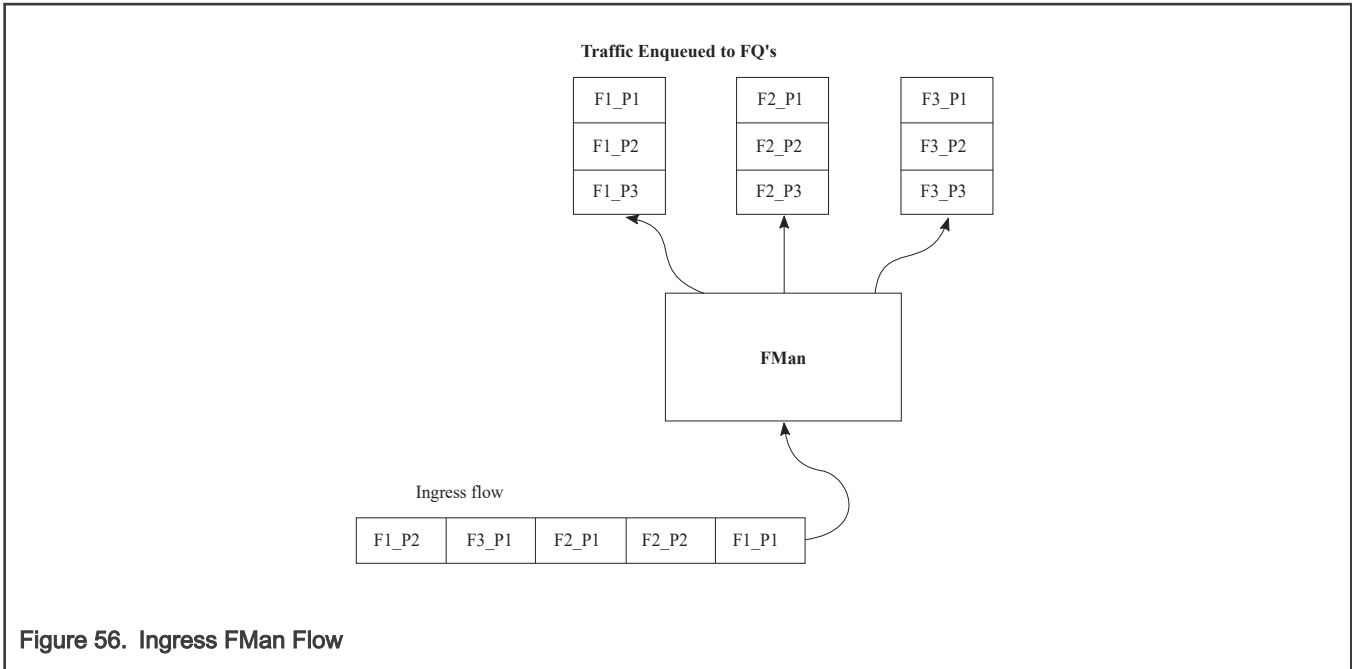 Traffic Enqueued to FQ's
F1_P1
F2_P1
F3_P1
F1_P2
F2_P2
F3_P2
F1_P3
F2_P3
F3_P3
FMan
Ingress flow
F1_P2
F3_P1
F2_P1
F2_P2
F1_P1
Figure 56. Ingress FMan Flow